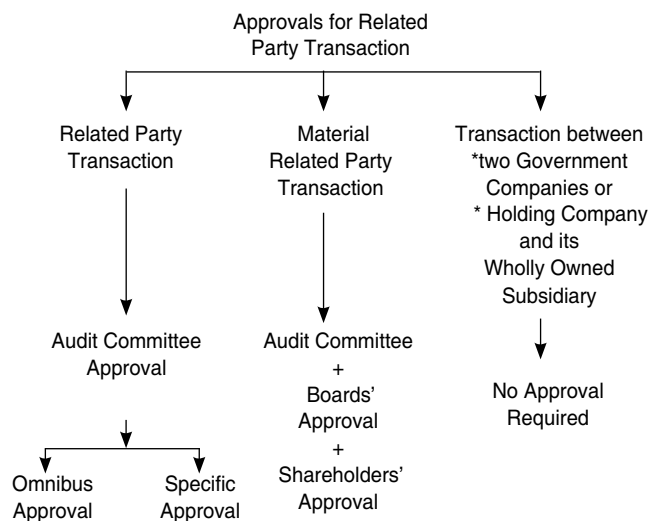 Approvals for Related
Party Transaction
Related Party
Transaction
Audit Committee
Approval
Omnibus
Approval
Specific
Approval
Material
Related Party
Transaction
Audit Committee
+
Boards'
Approval
+
Shareholders'
Approval
Transaction between
*two Government
Companies or
* Holding Company
and its
Wholly Owned
Subsidiary
No Approval
Required